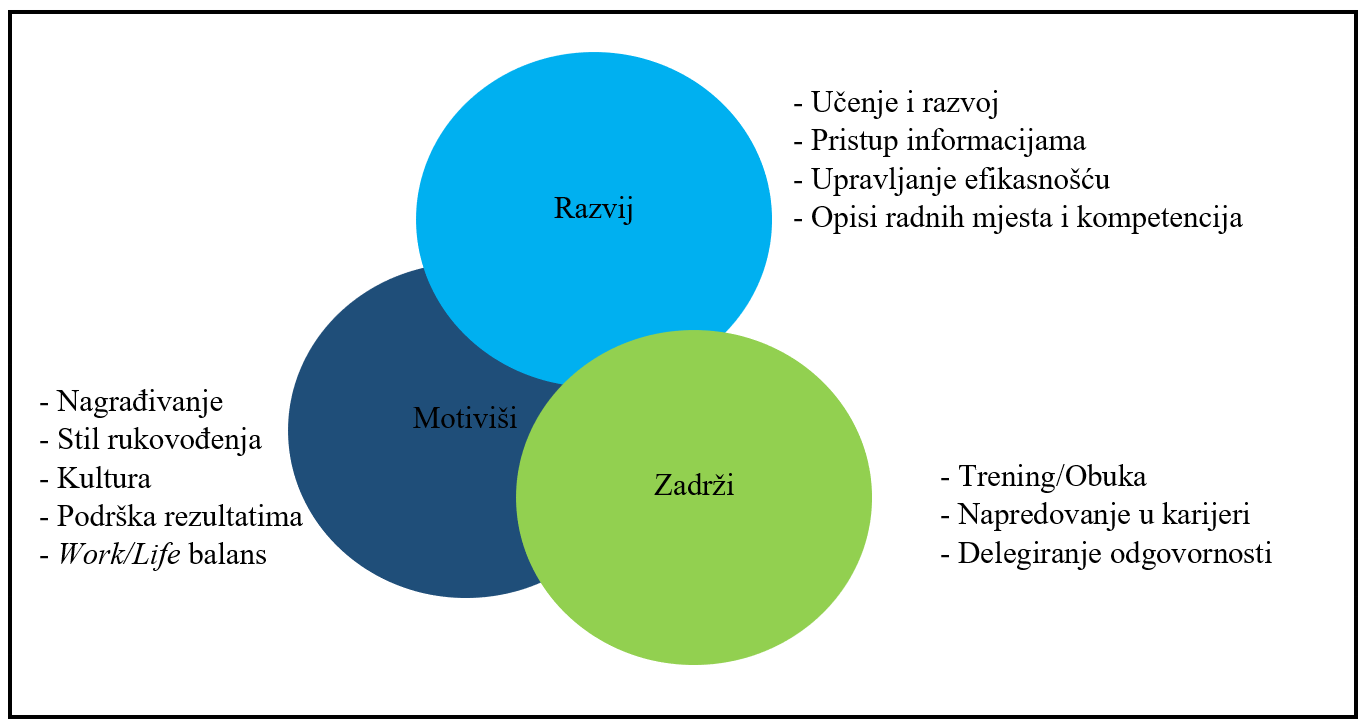 Razvij
- Učenje i razvoj
- Pristup informacijama
- Upravljanje efikasnošću
- Opisi radnih mjesta i kompetencija
Motiviši
- Nagrađivanje
- Stil rukovođenja
- Kultura
- Podrška rezultatima
- Work/Life balans
Zadrži
- Trening/Obuka
- Napredovanje u karijeri
- Delegiranje odgovornosti